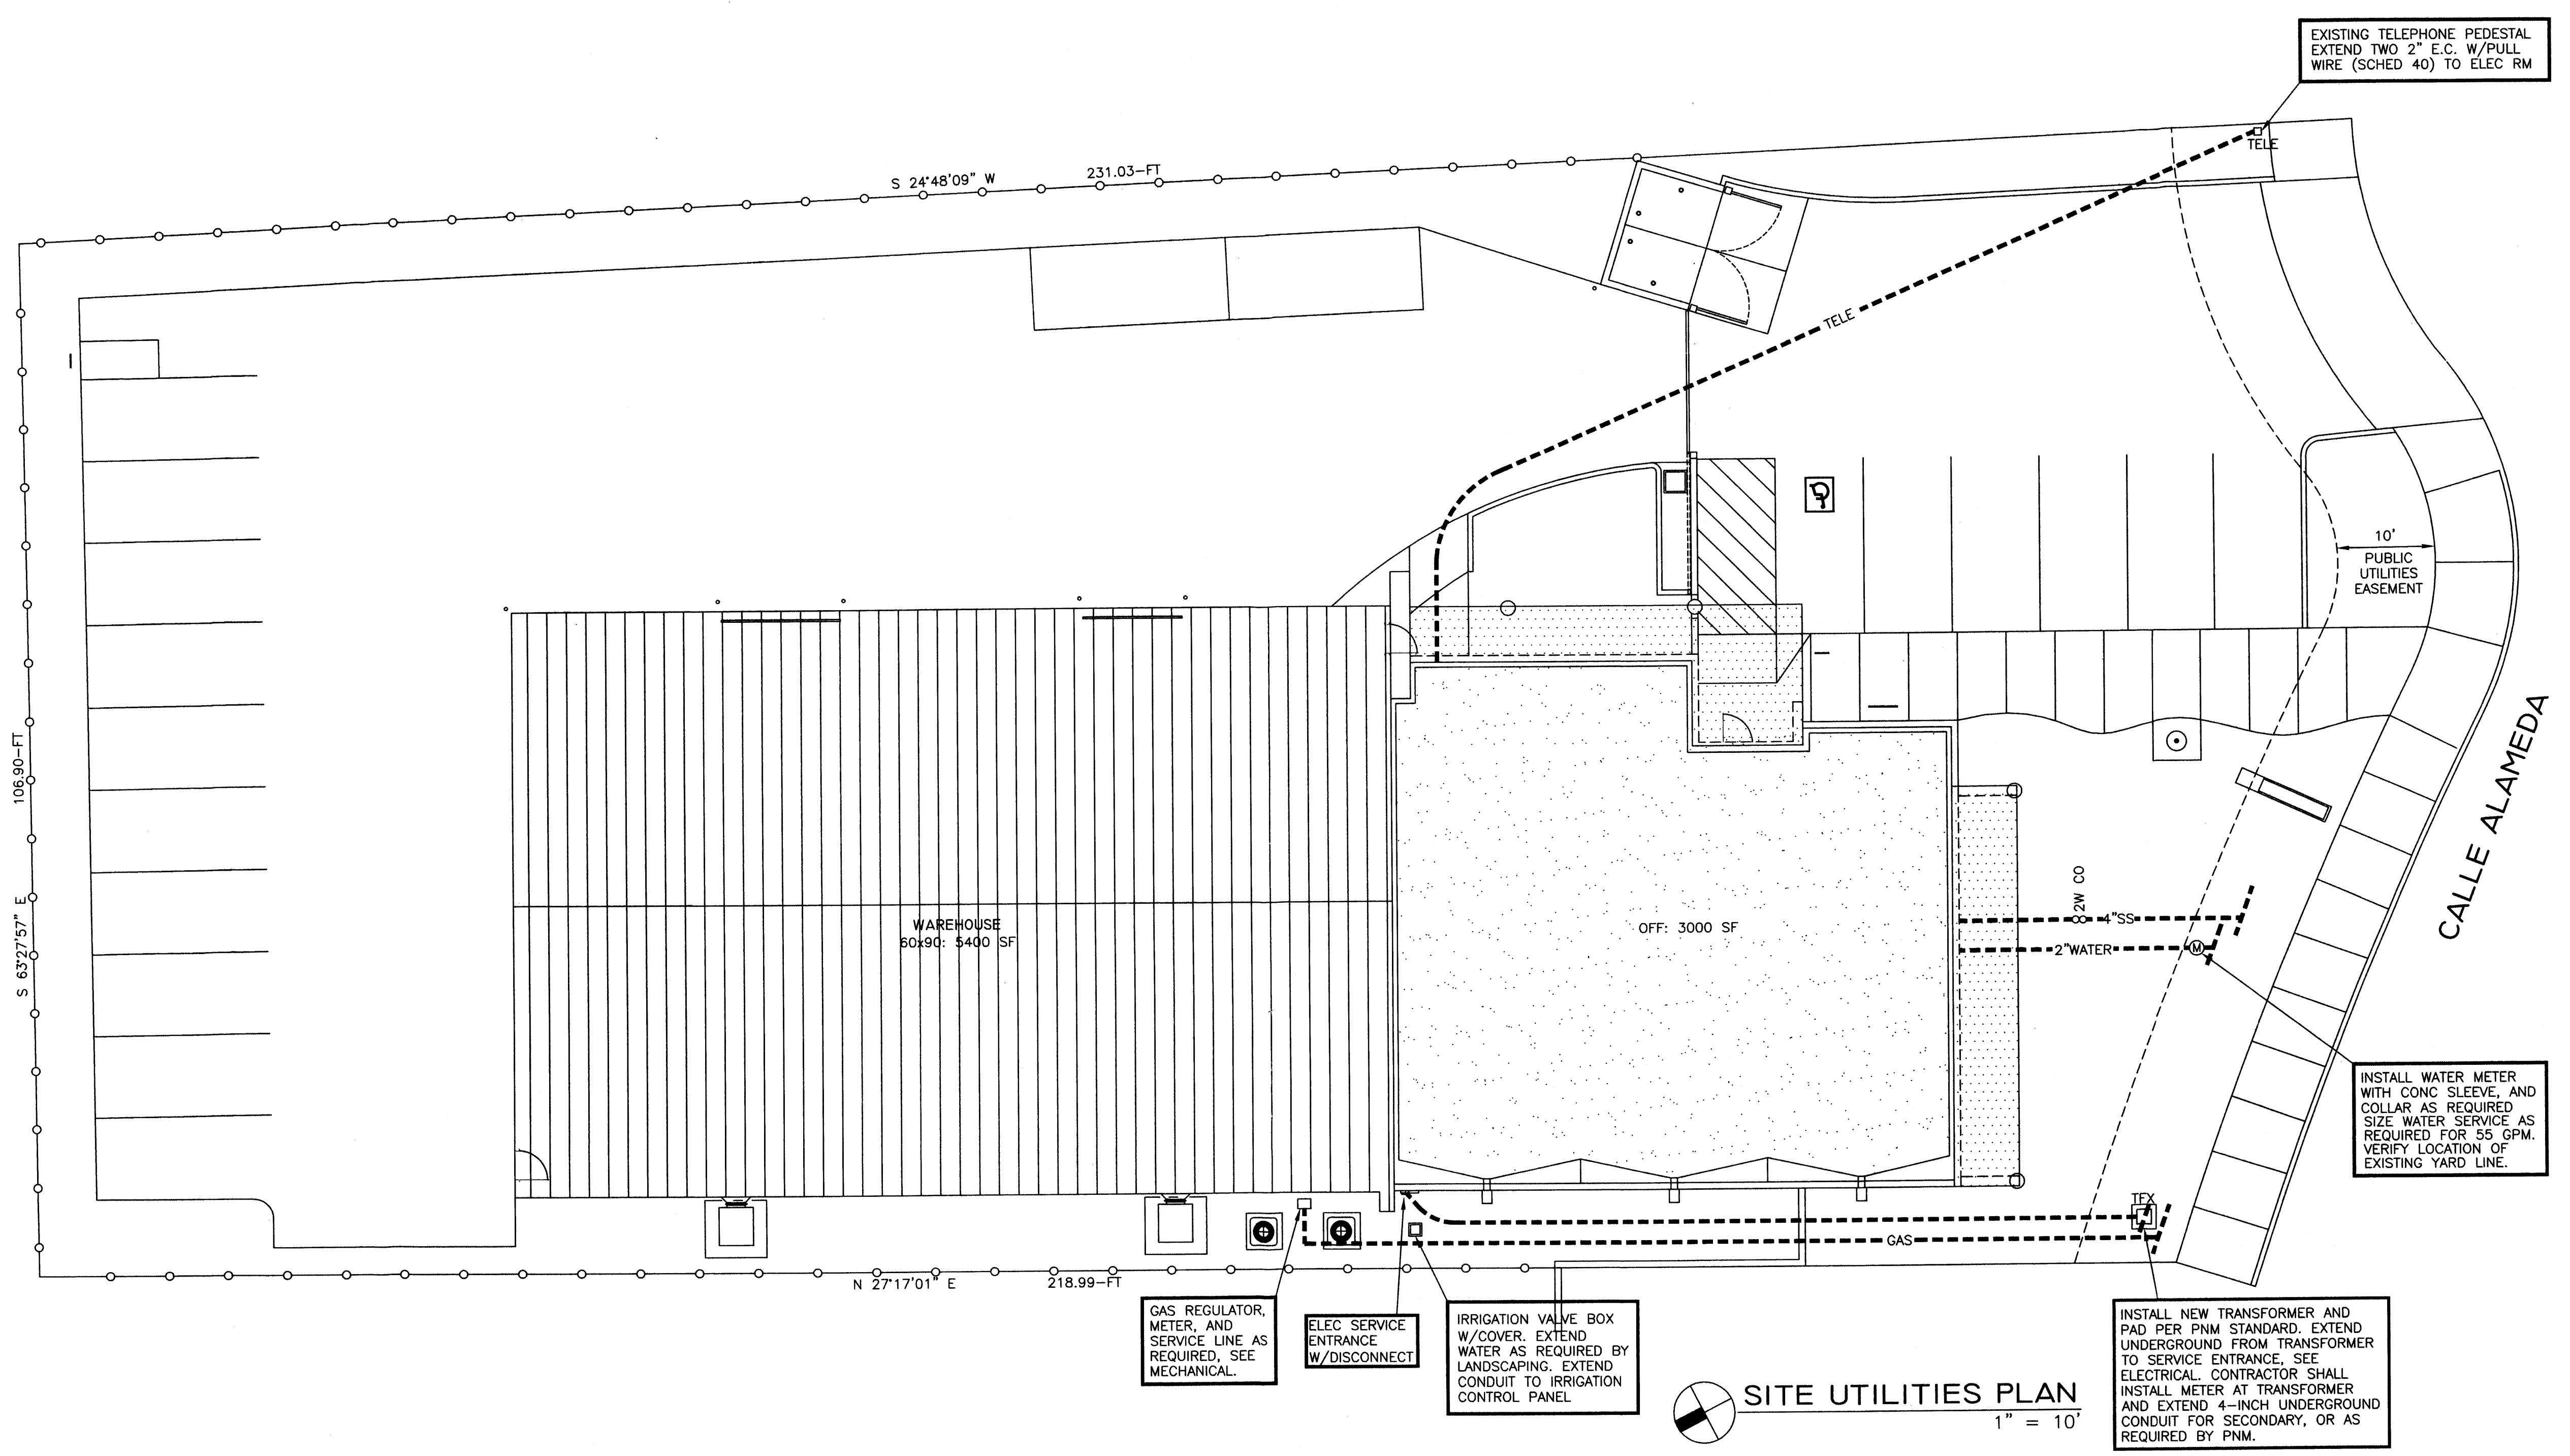 EXISTING TELEPHONE PEDESTAL
EXTEND TWO 2" E.C. W/PULL
WIRE (SCHED 40) TO ELEC RM
TELE
S 24°48'09" W
231.03-FT
TELE
10'
PUBLIC
UTILITIES
EASEMENT
CALLE ALAMEDA
106.90-FT
S 63°27'57" E
WAREHOUSE
60x90: 5400 SF
OFF: 3000 SF
2W CO
4"SS
2"WATER
M
INSTALL WATER METER
WITH CONC SLEEVE, AND
COLLAR AS REQUIRED
SIZE WATER SERVICE AS
REQUIRED FOR 55 GPM.
VERIFY LOCATION OF
EXISTING YARD LINE.
TFX
GAS
N 27°17'01" E
218.99-FT
GAS REGULATOR,
METER, AND
SERVICE LINE AS
REQUIRED, SEE
MECHANICAL.
ELEC SERVICE
ENTRANCE
W/DISCONNECT
IRRIGATION VALVE BOX
W/COVER. EXTEND
WATER AS REQUIRED BY
LANDSCAPING. EXTEND
CONDUIT TO IRRIGATION
CONTROL PANEL
INSTALL NEW TRANSFORMER AND
PAD PER PNM STANDARD. EXTEND
UNDERGROUND FROM TRANSFORMER
TO SERVICE ENTRANCE, SEE
ELECTRICAL. CONTRACTOR SHALL
INSTALL METER AT TRANSFORMER
AND EXTEND 4-INCH UNDERGROUND
CONDUIT FOR SECONDARY, OR AS
REQUIRED BY PNM.
SITE UTILITIES PLAN
1" = 10'